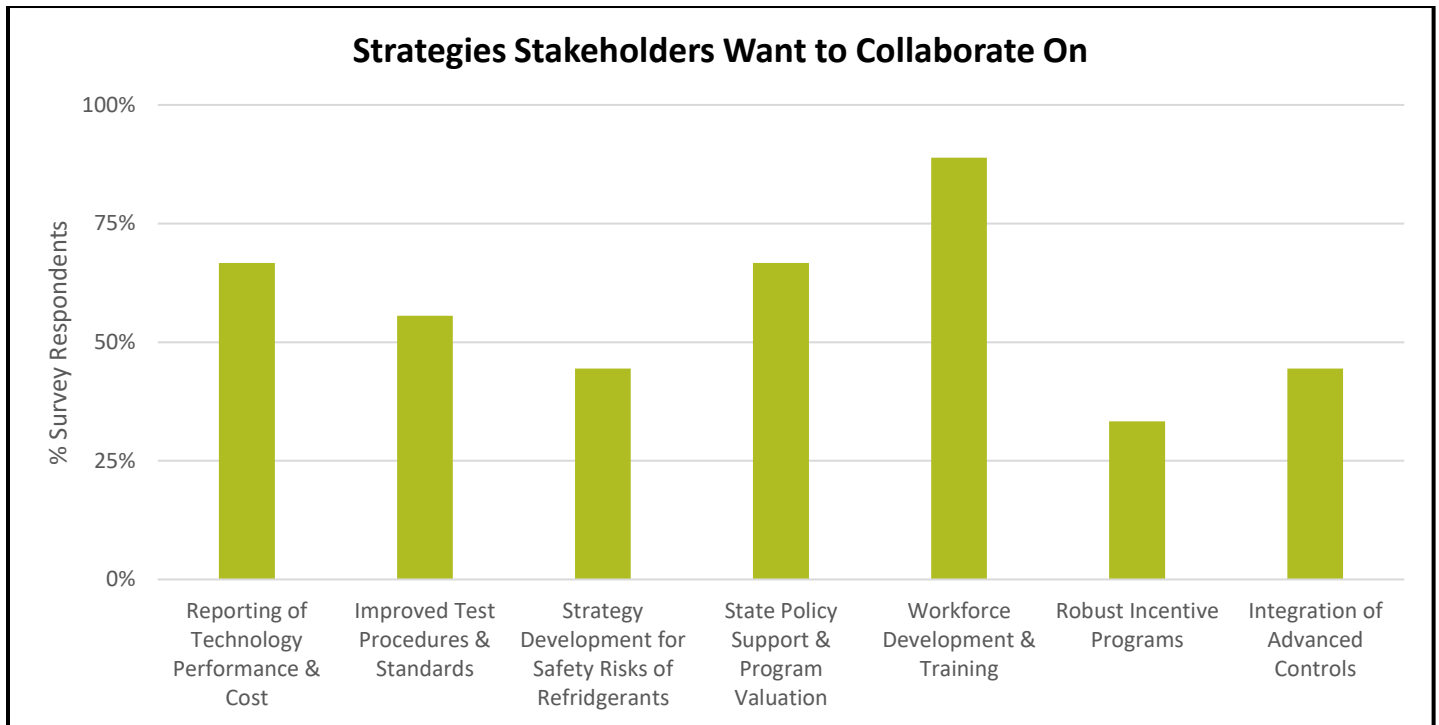 Strategies Stakeholders Want to Collaborate On
% Survey Respondents
100%
75%
50%
25%
0%
Reporting of
Technology
Performance &
Cost
Improved Test
Procedures &
Standards
Strategy
Development for
Safety Risks of
Refridgerants
State Policy
Support &
Program
Valuation
Workforce
Development &
Training
Robust Incentive
Programs
Integration of
Advanced
Controls